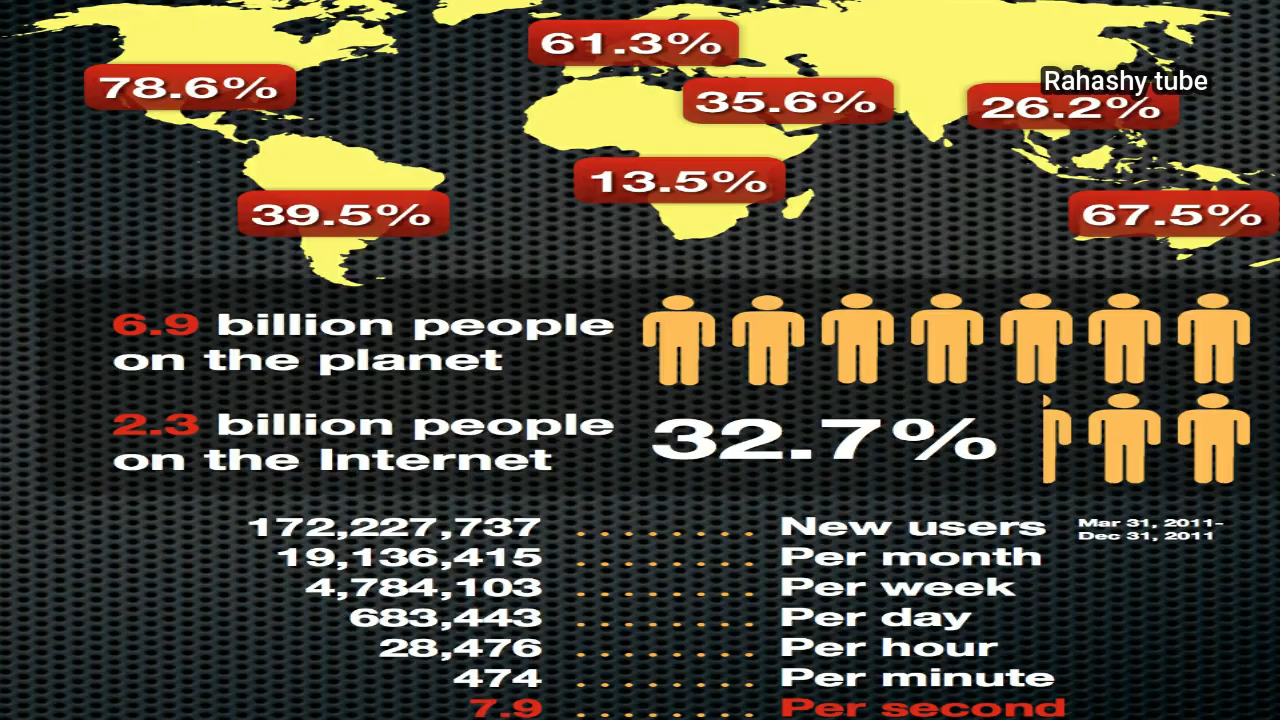 61.3%
78.6%
35.6%
Rahashy tube
26.2%
13.5%
39.5%
67.5%
6.9 billion people
on the planet
2.3 billion people
on the Internet
32.7%
172,227,737 . . . . . . . . New users Mar 31, 2011-
Dec 31, 2011
19,136,415 . . . . . . . . Per month
4,784,103 . . . . . . . . Per week
683,443 . . . . . . . . Per day
28,476 . . . . . . . . Per hour
474 . . . . . . . . Per minute
7.9 . . . . . . . . Per second